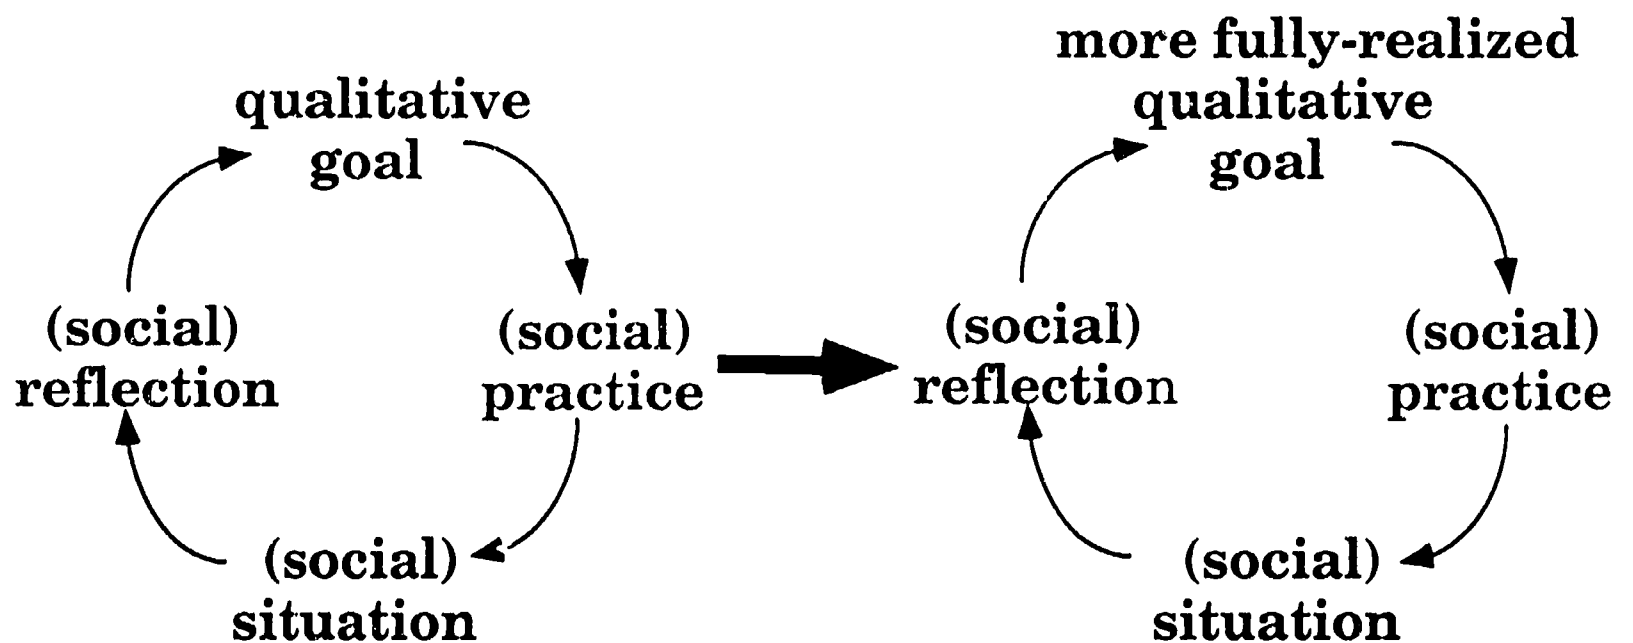 qualitative
goal
(social)
practice
(social)
situation
(social)
reflection
more fully-realized
qualitative
goal
(social)
practice
(social)
situation
(social)
reflection